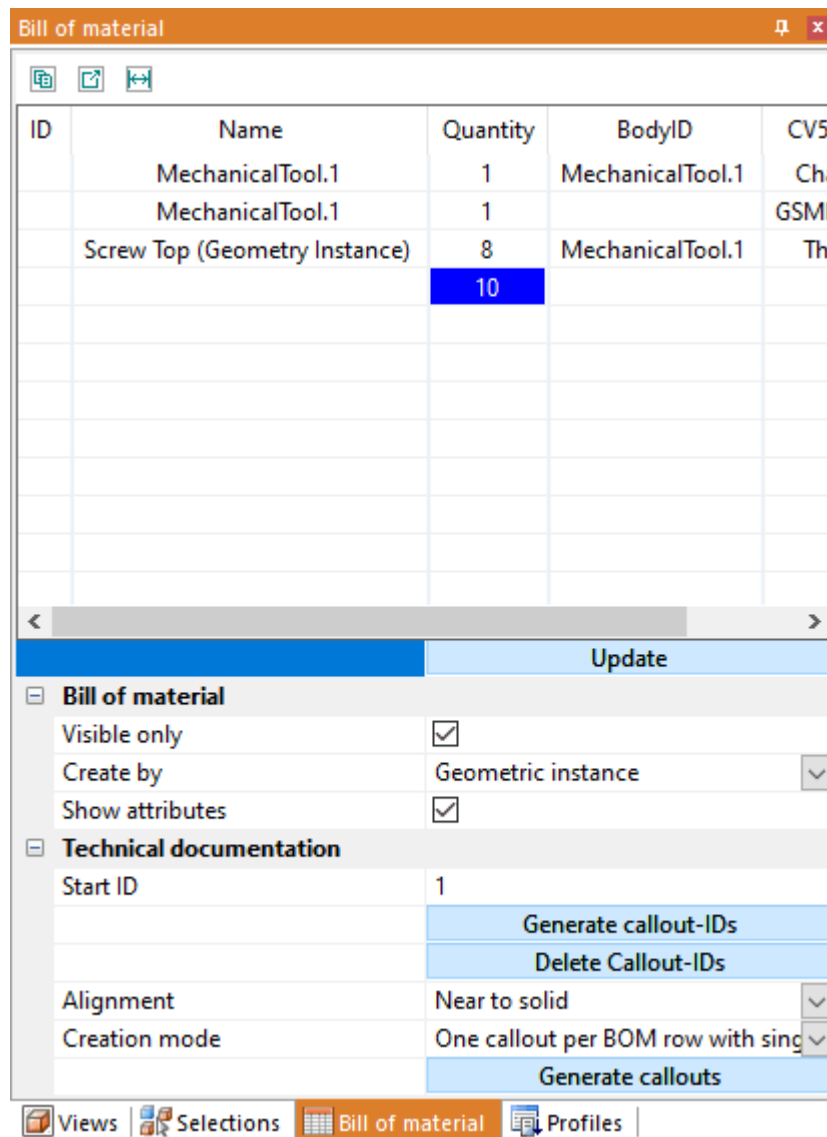 Bill of material
ID Name Quantity BodyID CV5
MechanicalTool.1 1 MechanicalTool.1 Cha
MechanicalTool.1 1 GSM
Screw Top (Geometry Instance) 8 MechanicalTool.1 Th
10
Update
Bill of material
Visible only
Create by Geometric instance
Show attributes
Technical documentation
Start ID 1
Generate callout-IDs
Delete Callout-IDs
Alignment Near to solid
Creation mode One callout per BOM row with sing
Generate callouts
Views Selections Bill of material Profiles